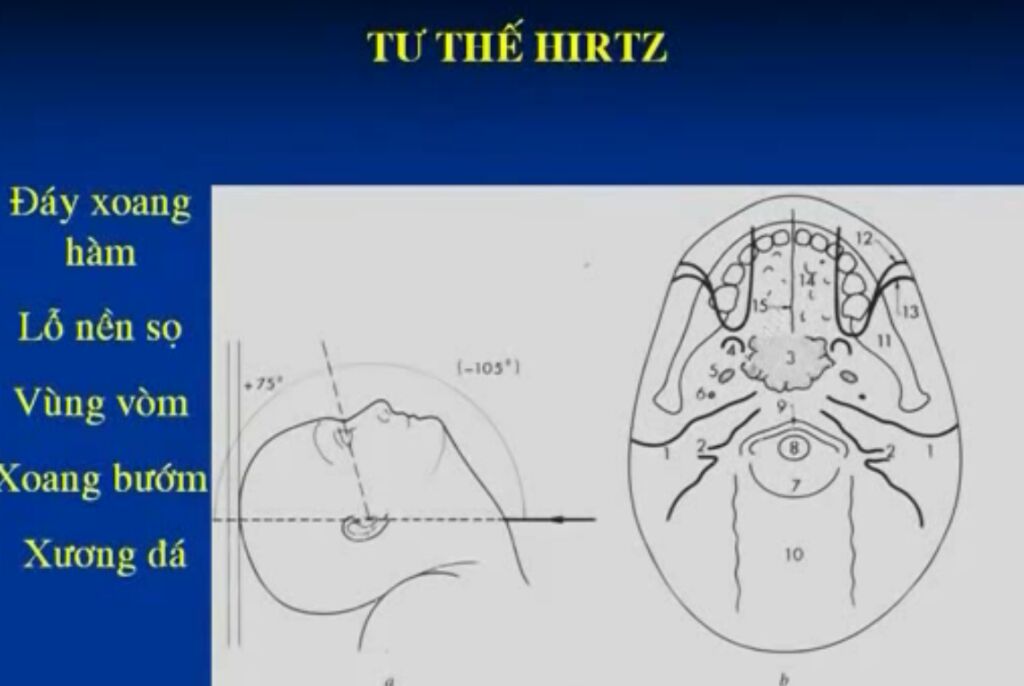 TƯ THẾ HIRTZ
Đáy xoang
hàm
Lỗ nền sọ
Vùng vòm
Xoang bướm
Xương đá
+75°
(-105°)
a
12
14
15
13
11
4
3
5
6
9
1
2
8
2
1
7
10
b